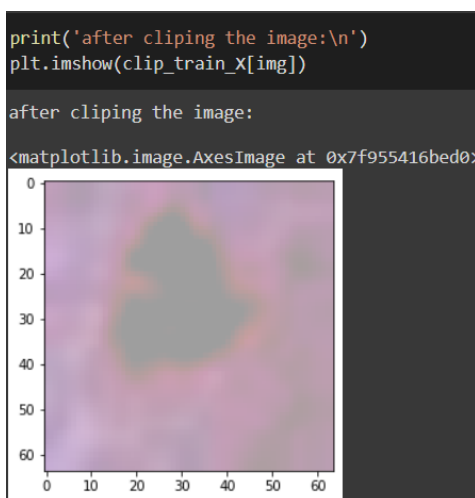 print('after cliping the image:\n')
plt.imshow(clip_train_X[img])
after cliping the image:
<matplotlib.image.AxesImage at 0x7f955416bed0>
0
10
20
30
40
50
60
0 10 20 30 40 50 60